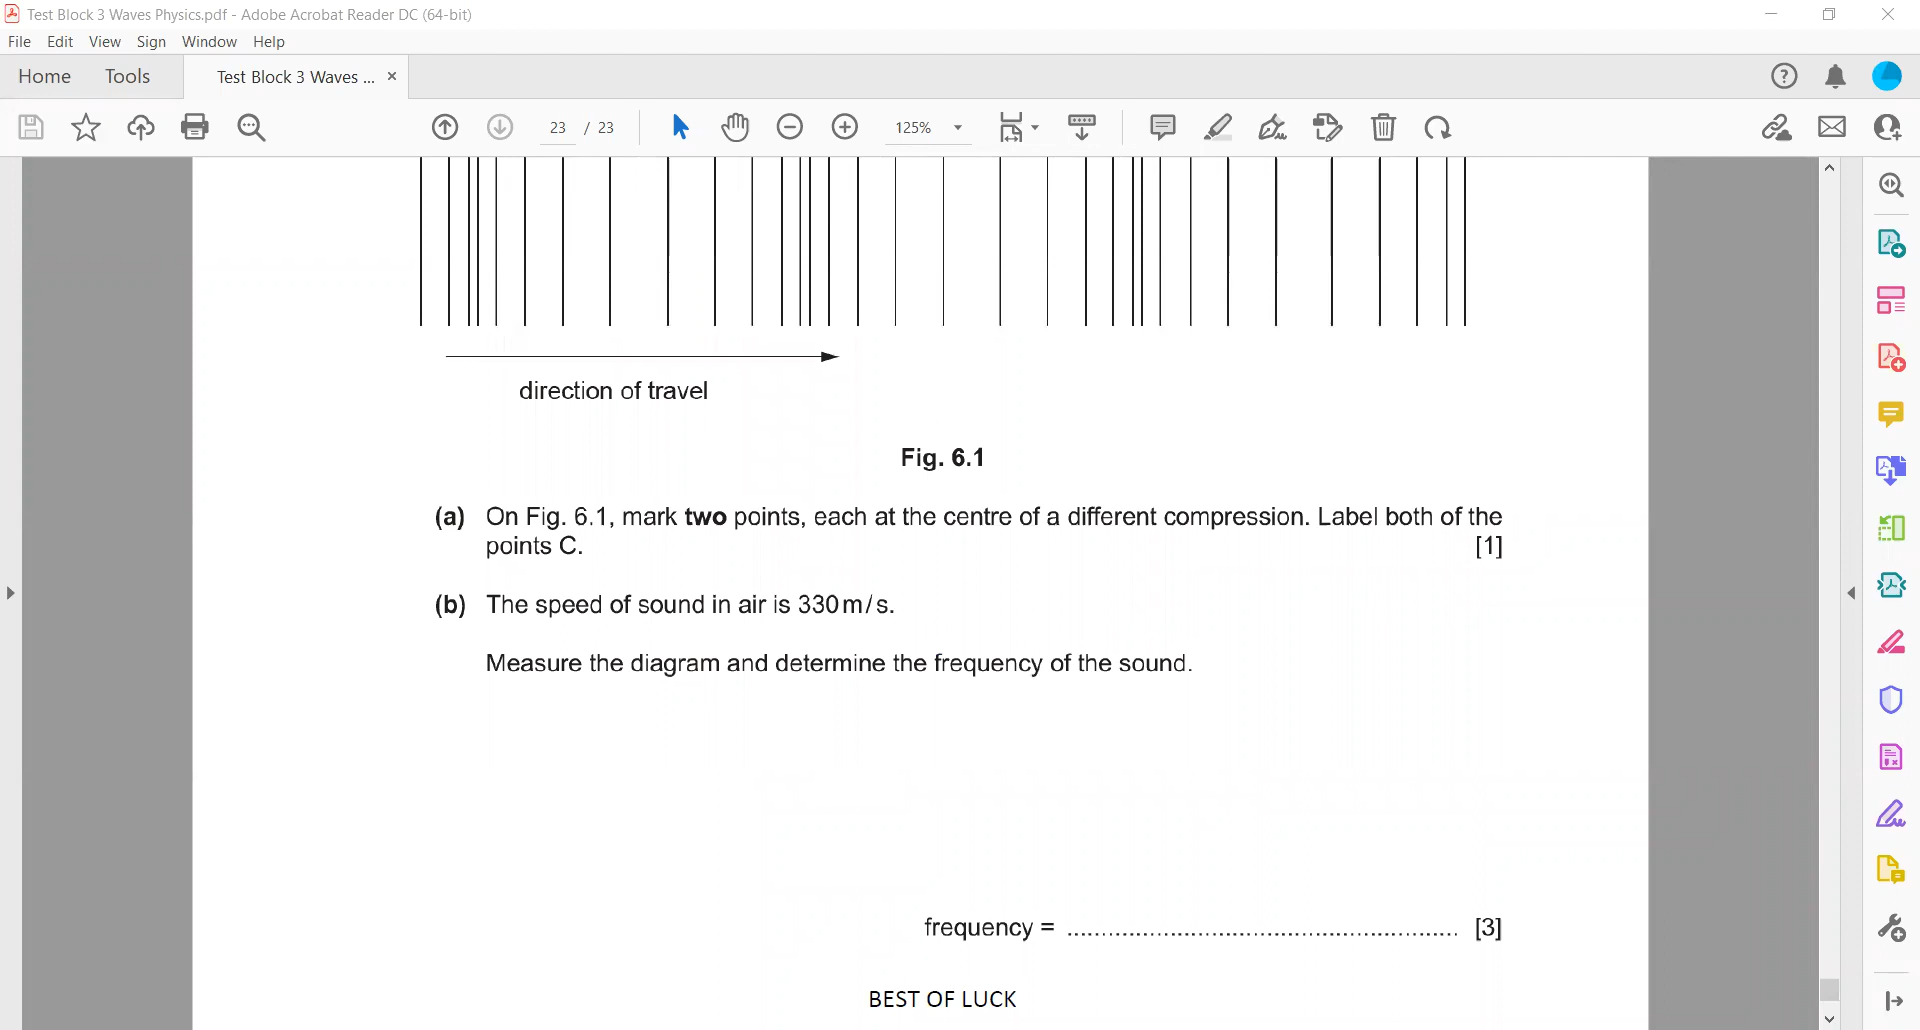 Test Block 3 Waves Physics.pdf - Adobe Acrobat Reader DC (64-bit)
File Edit View Sign Window Help
Home Tools Test Block 3 Waves ... ×
23 / 23 125%
direction of travel
Fig. 6.1
(a) On Fig. 6.1, mark two points, each at the centre of a different compression. Label both of the
points C. [1]
(b) The speed of sound in air is 330 m/s.
Measure the diagram and determine the frequency of the sound.
frequency = ........................................................ [3]
BEST OF LUCK